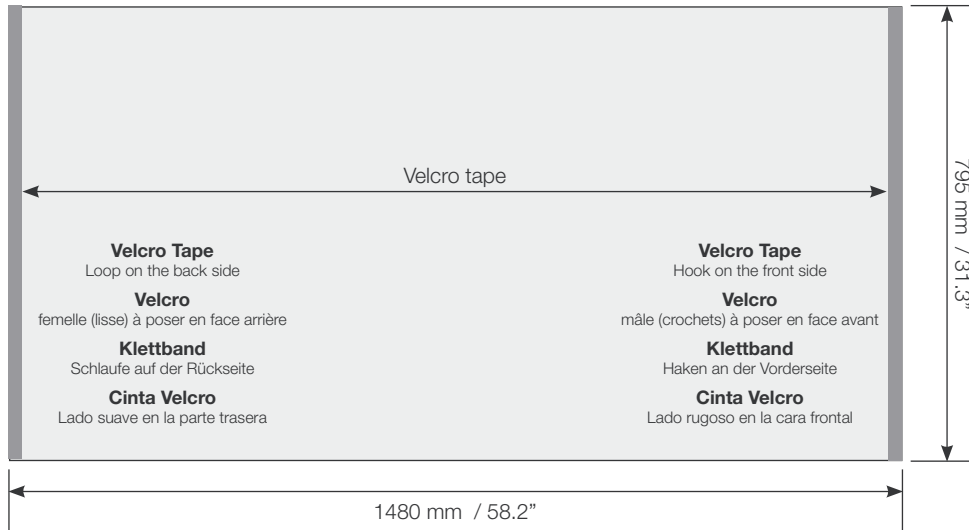 Velcro tape
Velcro Tape
Loop on the back side
Velcro
femelle (lisse) à poser en face arrière
Klettband
Schlaufe auf der Rückseite
Cinta Velcro
Lado suave en la parte trasera
Velcro Tape
Hook on the front side
Velcro
mâle (crochets) à poser en face avant
Klettband
Haken an der Vorderseite
Cinta Velcro
Lado rugoso en la cara frontal
795 mm / 31.3”
1480 mm / 58.2”